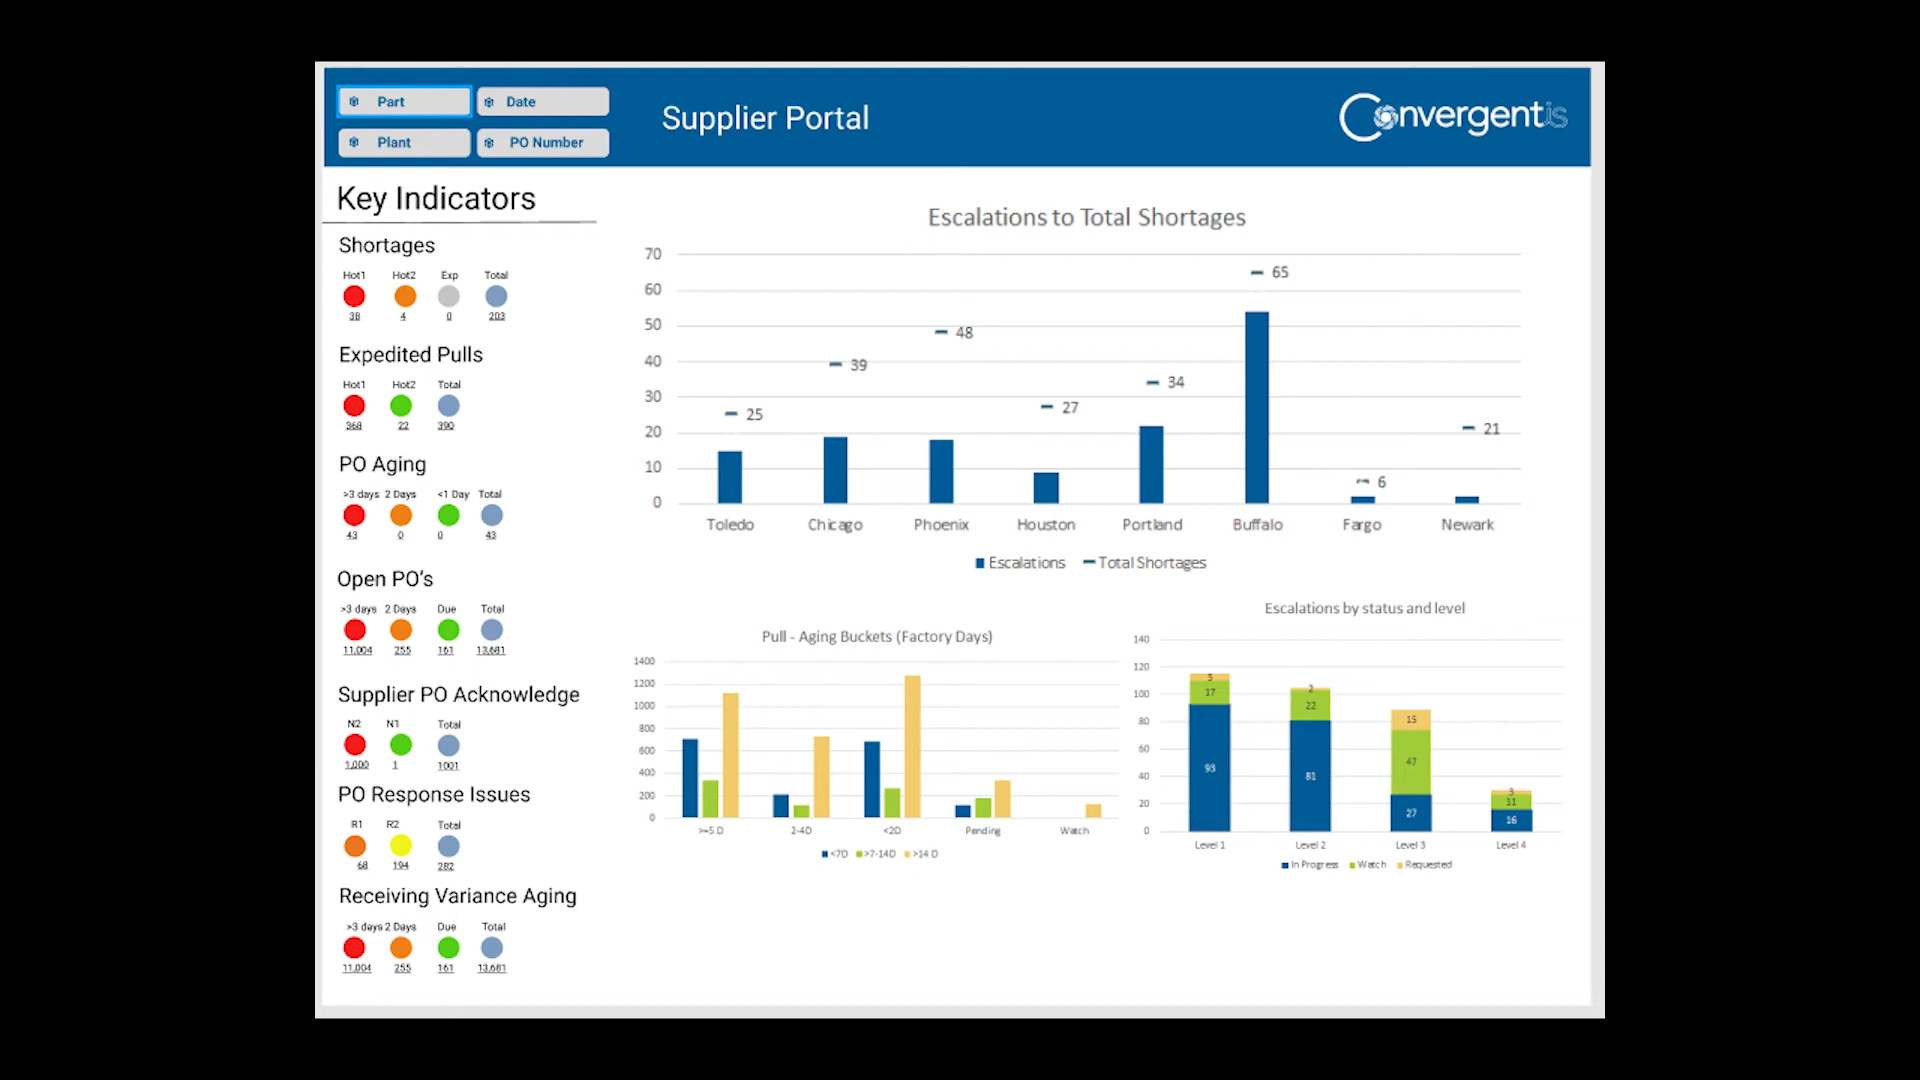 Part
Date
Plant
PO Number
Supplier Portal
Convergentis
Key Indicators
Shortages
Hot1 Hot2 Exp Total
38 4 0 203
Expedited Pulls
Hot1 Hot2 Total
368 22 390
PO Aging
>3 days 2 Days <1 Day Total
43 0 0 43
Open PO's
>3 days 2 Days Due Total
11,004 255 161 13,681
Supplier PO Acknowledge
N2 N1 Total
1,000 1 1001
PO Response Issues
R1 R2 Total
68 194 282
Receiving Variance Aging
>3 days 2 Days Due Total
11,004 255 161 13,681
Escalations to Total Shortages
70
60
50
40
30
20
10
0
25
39
48
27
34
65
6
21
Toledo Chicago Phoenix Houston Portland Buffalo Fargo Newark
Escalations Total Shortages
Pull - Aging Buckets (Factory Days)
1400
1200
1000
800
600
400
200
0
>=5 D 2-4D <2D Pending Watch
<7D >7-14D >14 D
Escalations by status and level
140
120
100
80
60
40
20
0
5
17
93
2
22
81
15
47
27
3
11
16
Level 1 Level 2 Level 3 Level 4
In Progress Watch Requested